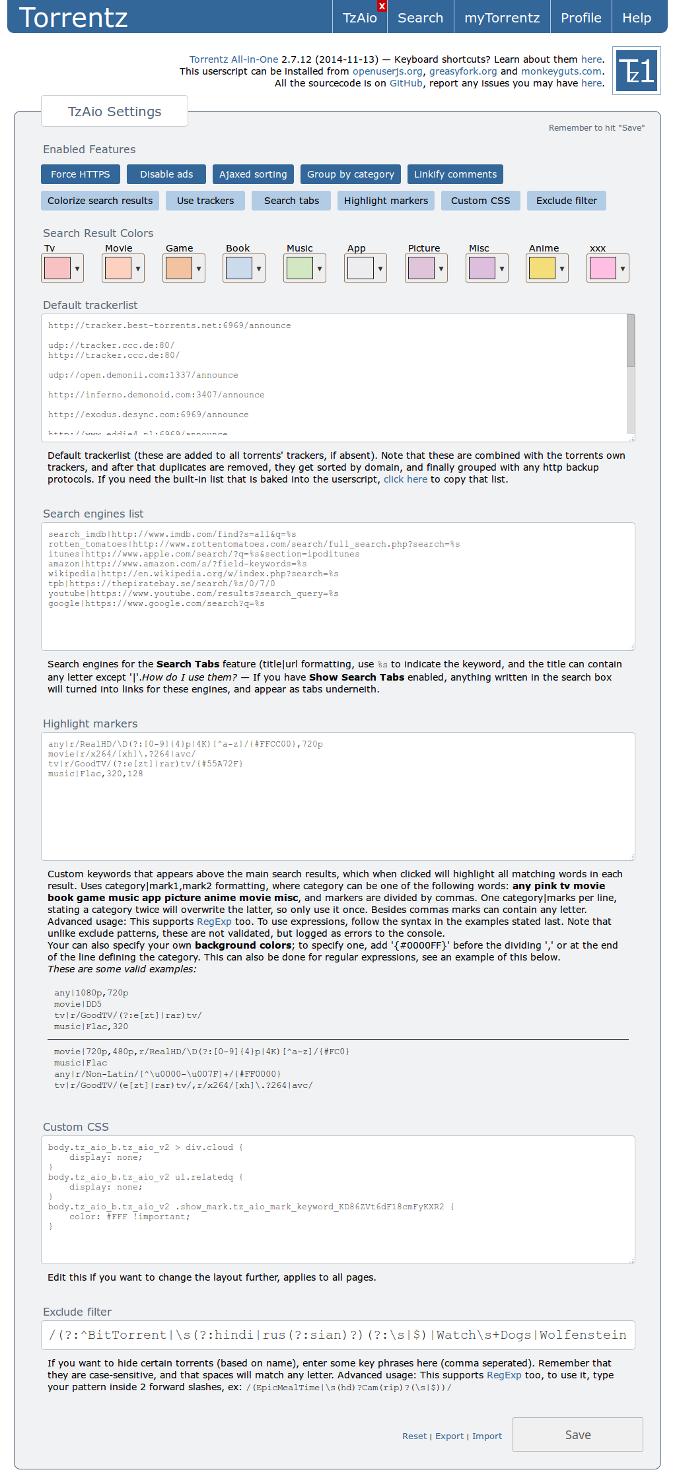 Torrentz
TzAio x Search myTorrentz Profile Help
Torrentz All-in-One 2.7.12 (2014-11-13) — Keyboard shortcuts? Learn about them here.
This userscript can be installed from openuserjs.org, greasyfork.org and monkeyguts.com.
All the sourcecode is on GitHub, report any issues you may have here.
Tz1
TzAio Settings
Remember to hit "Save"
Enabled Features
Force HTTPS Disable ads Ajaxed sorting Group by category Linkify comments
Colorize search results Use trackers Search tabs Highlight markers Custom CSS Exclude filter
Search Result Colors
Tv Movie Game Book Music App Picture Misc Anime xxx
Default trackerlist
http://tracker.best-torrents.net:6969/announce
udp://tracker.ccc.de:80/
http://tracker.ccc.de:80/
udp://open.demonii.com:1337/announce
http://inferno.demonoid.com:3407/announce
http://exodus.desync.com:6969/announce
http://www.eddie4.nl:6969/announce
Default trackerlist (these are added to all torrents' trackers, if absent). Note that these are combined with the torrents own
trackers, and after that duplicates are removed, they get sorted by domain, and finally grouped with any http backup
protocols. If you need the built-in list that is baked into the userscript, click here to copy that list.
Search engines list
search_imdb|http://www.imdb.com/find?s=all&q=%s
rotten_tomatoes|http://www.rottentomatoes.com/search/full_search.php?search=%s
itunes|http://www.apple.com/search/?q=%s&section=ipoditunes
amazon|http://www.amazon.com/s/?field-keywords=%s
wikipedia|http://en.wikipedia.org/w/index.php?search=%s
tpb|https://thepiratebay.se/search/%s/0/7/0
youtube|https://www.youtube.com/results?search_query=%s
google|https://www.google.com/search?q=%s
Search engines for the Search Tabs feature (title|url formatting, use %s to indicate the keyword, and the title can contain
any letter except '|'.How do I use them? — If you have Show Search Tabs enabled, anything written in the search box
will turned into links for these engines, and appear as tabs underneith.
Highlight markers
any|r/RealHD/\D(?:[0-9]{4}p|4K)[^a-z]/{#FFCC00},720p
movie|r/x264/[xh]\.?264|avc/
tv|r/GoodTV/(?:e[zt]|rar)tv/{#55A72F}
music|Flac,320,128
Custom keywords that appears above the main search results, which when clicked will highlight all matching words in each
result. Uses category|mark1,mark2 formatting, where category can be one of the following words: any pink tv movie
book game music app picture anime movie misc, and markers are divided by commas. One category|marks per line,
stating a category twice will overwrite the latter, so only use it once. Besides commas marks can contain any letter.
Advanced usage: This supports RegExp too. To use expressions, follow the syntax in the examples stated last. Note that
unlike exclude patterns, these are not validated, but logged as errors to the console.
You can also specify your own background colors; to specify one, add '{#0000FF}' before the dividing ',' or at the end
of the line defining the category. This can also be done for regular expressions, see an example of this below.
These are some valid examples:
any|1080p,720p
movie|DD5
tv|r/GoodTV/(?:e[zt]|rar)tv/
music|Flac,320
movie|720p,480p,r/RealHD/\D(?:[0-9]{4}p|4K)[^a-z]/{#FC0}
music|Flac
any|r/Non-Latin/[^\u0000-\u007F]+/{#FF0000}
tv|r/GoodTV/(e[zt]|rar)tv/,r/x264/[xh]\.?264|avc/
Custom CSS
body.tz_aio_b.tz_aio_v2 > div.cloud {
display: none;
}
body.tz_aio_b.tz_aio_v2 ul.relatedq {
display: none;
}
body.tz_aio_b.tz_aio_v2 .show_mark.tz_aio_mark_keyword_KD86ZVt6dF18cmFyKXR2 {
color: #FFF !important;
}
Edit this if you want to change the layout further, applies to all pages.
Exclude filter
/(?:^BitTorrent|\s(?:hindi|rus(?:sian)?)(?:\s|$)|Watch\s+Dogs|Wolfenstein
If you want to hide certain torrents (based on name), enter some key phrases here (comma seperated). Remember that
they are case-sensitive, and that spaces will match any letter. Advanced usage: This supports RegExp too, to use it, type
your pattern inside 2 forward slashes, ex: /(EpicMealTime|\s(hd)?Cam(rip)?(\s|$))/
Reset | Export | Import Save